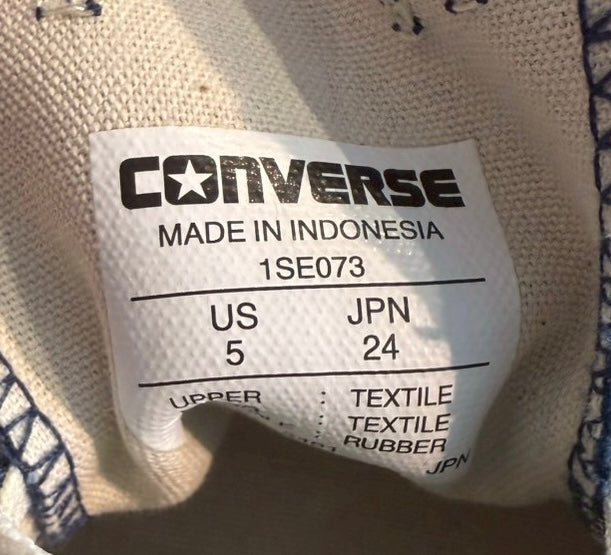 CONVERSE
MADE IN INDONESIA
1SE073
US JPN
5 24
UPPER : TEXTILE
: TEXTILE
RUBBER
JPN